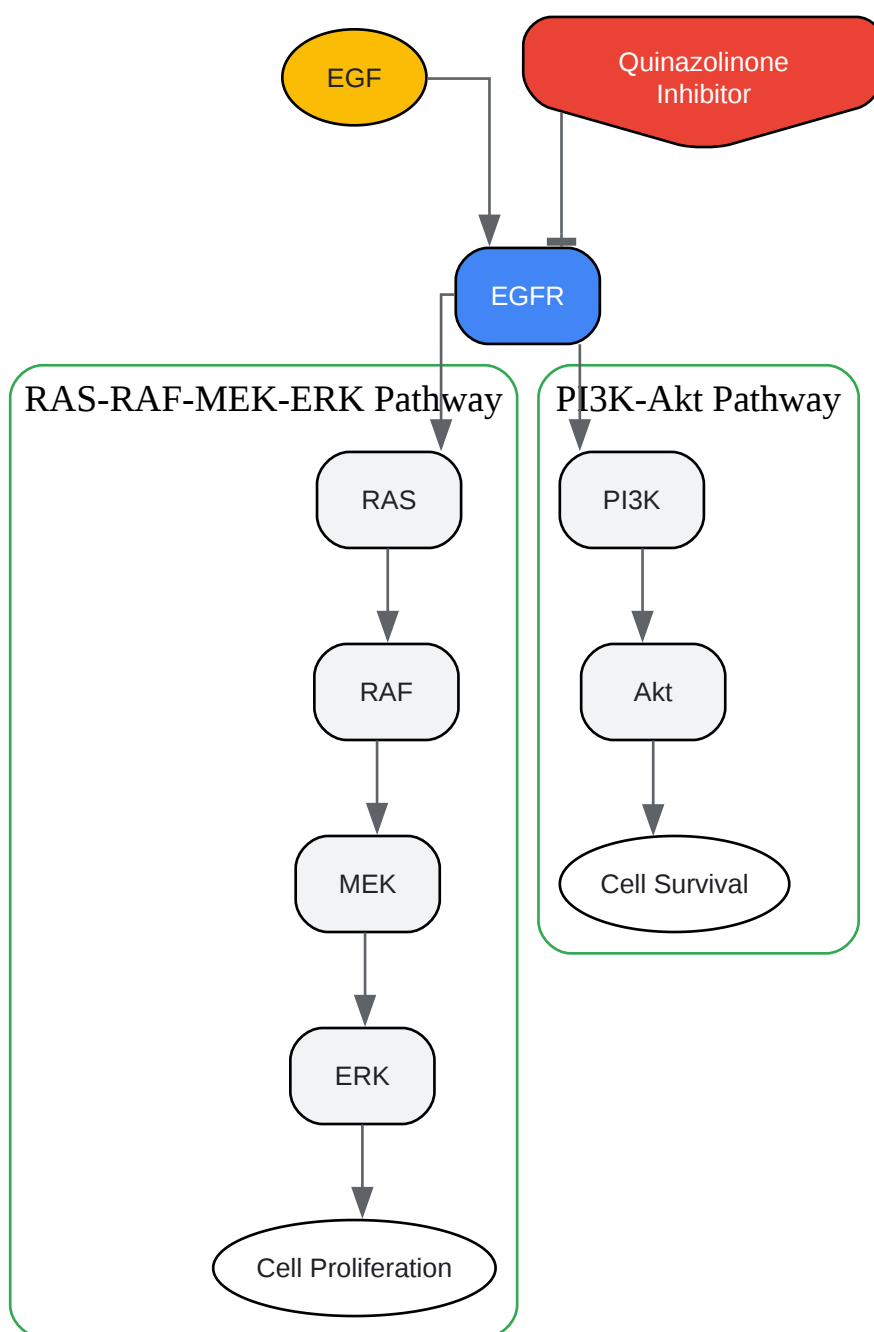 EGF
Quinazolinone
Inhibitor
EGFR
RAS-RAF-MEK-ERK Pathway
PI3K-Akt Pathway
RAS
PI3K
RAF
Akt
MEK
Cell Survival
ERK
Cell Proliferation